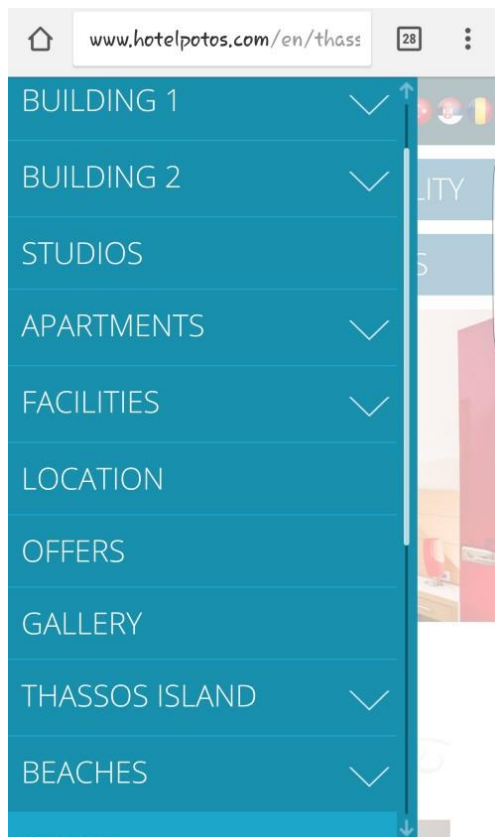 www.hotelpotos.com/en/thass
28
BUILDING 1
BUILDING 2
LITY
STUDIOS
S
APARTMENTS
FACILITIES
LOCATION
OFFERS
GALLERY
THASSOS ISLAND
BEACHES